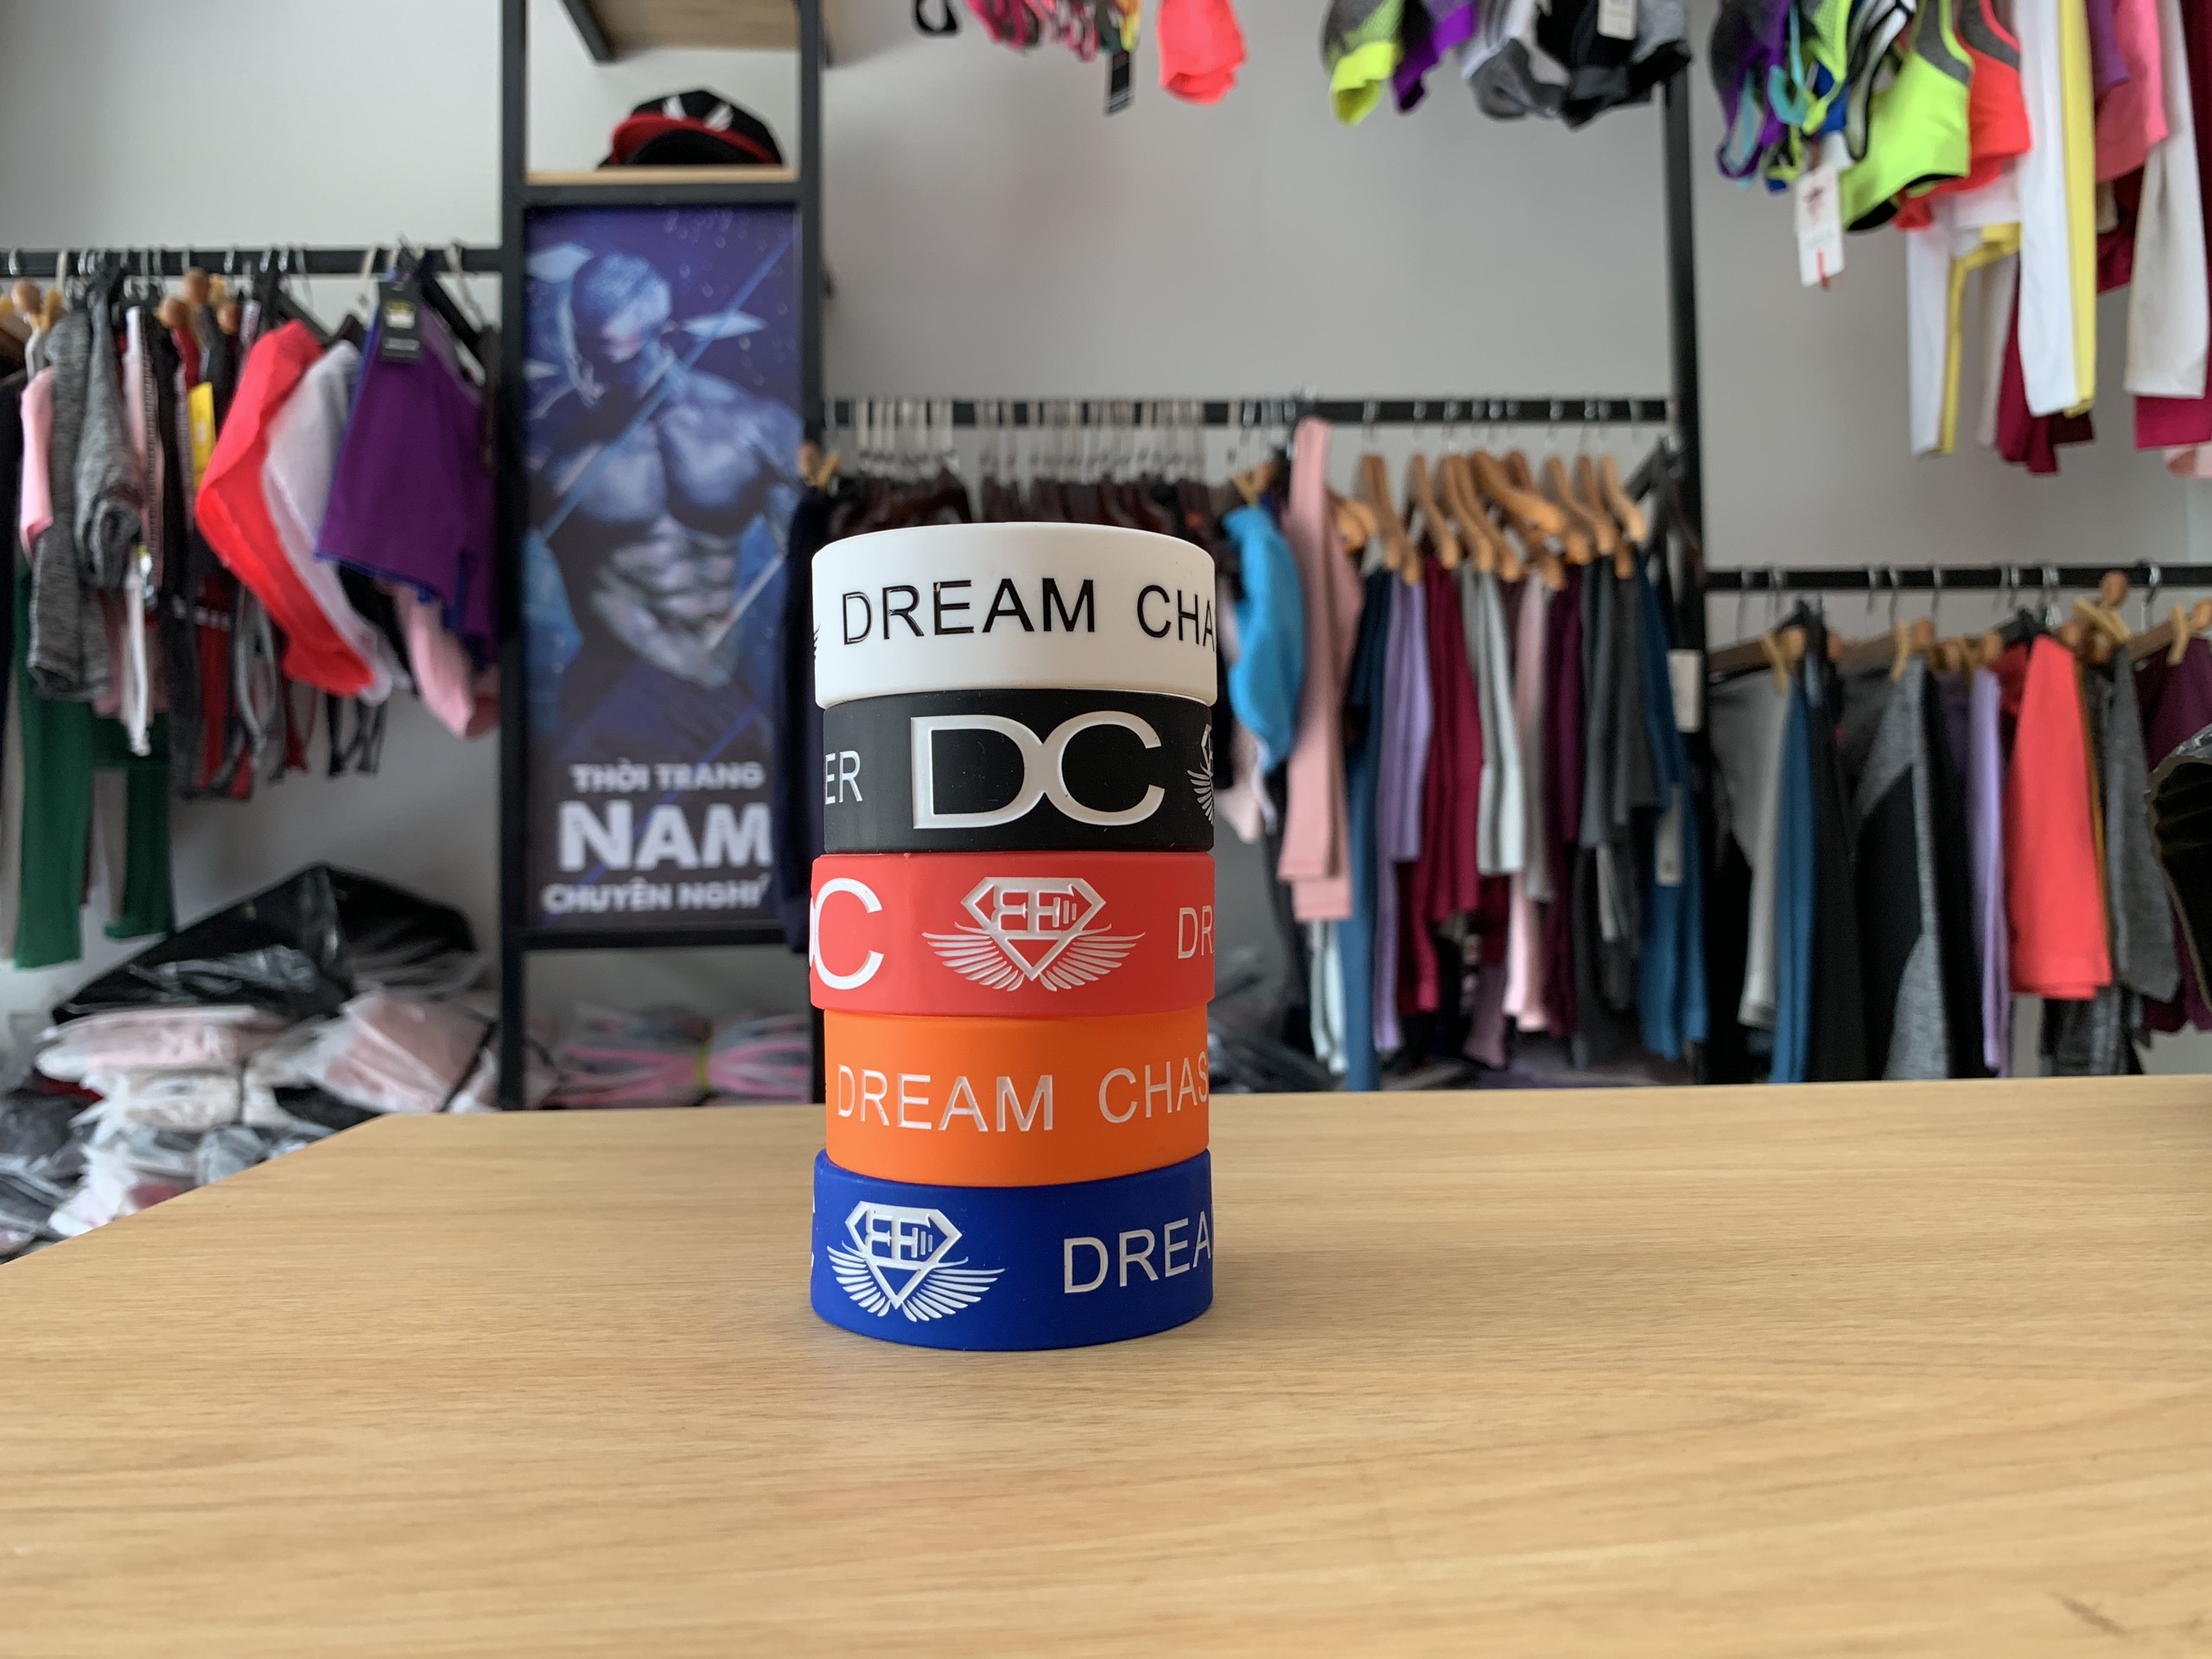 THỜI TRANG
NAM
CHUYÊN NGHI
DREAM CHA
ER DC
C DR
DREAM CHAS
DREA